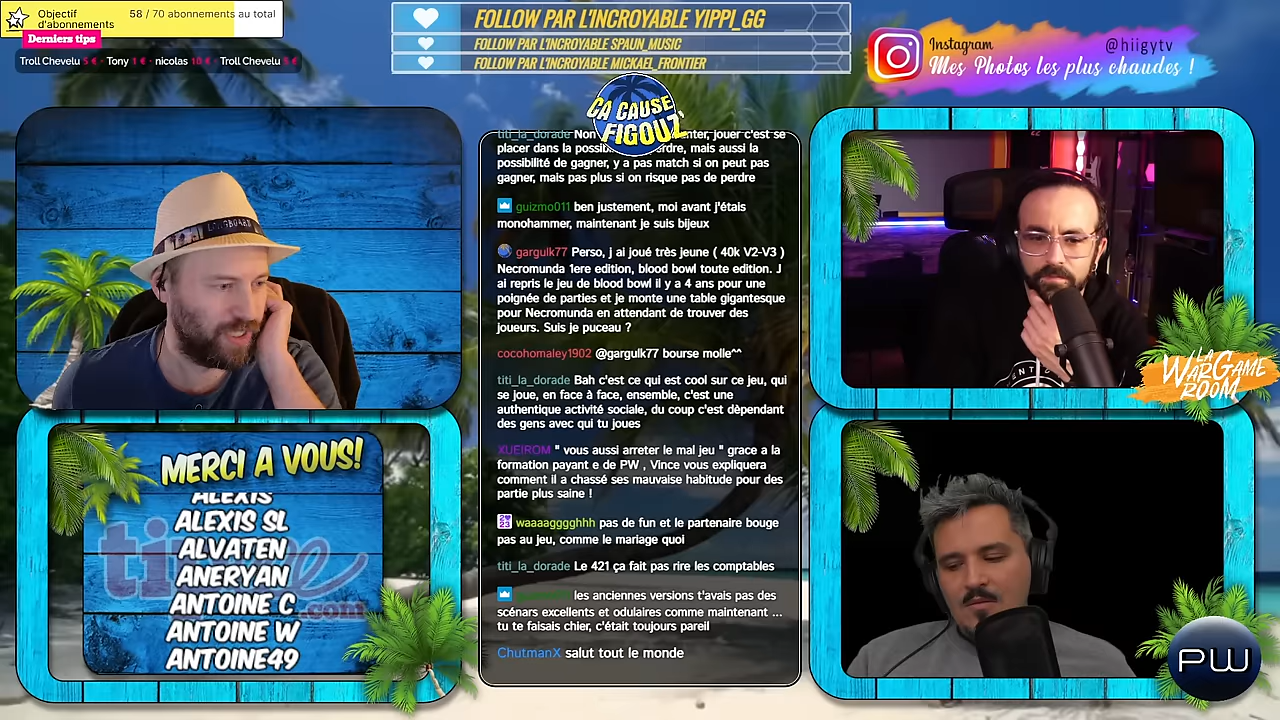 Objectif d'abonnements
58 / 70 abonnements au total
Derniers tips
Troll Chevelu 5 € · Tony 1 € · nicolas 10 € · Troll Chevelu 5 €
FOLLOW PAR L'INCROYABLE YIPPI_GG
FOLLOW PAR L'INCROYABLE SPAUN_MUSIC
FOLLOW PAR L'INCROYABLE MICKAEL_FRONTIER
Instagram
@hiigytv
Mes Photos les plus chaudes !
ÇA CAUSE
FIGOUZ'
titi_la_dorade Non
enter, jouer c'est se
placer dans la
mais aussi la
possibilité de gagner, y a pas match si on peut pas
gagner, mais pas plus si on risque pas de perdre
guizmo011 ben justement, moi avant j'étais
monohammer, maintenant je suis bijeux
gargulk77 Perso, j ai joué très jeune ( 40k V2-V3 )
Necromunda 1ere edition, blood bowl toute edition. J
ai repris le jeu de blood bowl il y a 4 ans pour une
poignée de parties et je monte une table gigantesque
pour Necromunda en attendant de trouver des
joueurs. Suis je puceau ?
cocohomaley1902 @gargulk77 bourse molle^^
titi_la_dorade Bah c'est ce qui est cool sur ce jeu, qui
se joue, en face à face, ensemble, c'est une
authentique activité sociale, du coup c'est dèpendant
des gens avec qui tu joues
XUEIROM " vous aussi arreter le mal jeu " grace a la
formation payant e de PW , Vince vous expliquera
comment il a chassé ses mauvaise habitude pour des
partie plus saine !
waaaagggghhh pas de fun et le partenaire bouge
pas au jeu, comme le mariage quoi
titi_la_dorade Le 421 ça fait pas rire les comptables
les anciennes versions t'avais pas des
scénars excellents et odulaires comme maintenant ...
tu te faisais chier, c'était toujours pareil
ChutmanX salut tout le monde
LONGBOARD
LA
WARGAME
ROOM
MERCI A VOUS!
ALEXIS
ALEXIS SL
ALVATEN
ANERYAN
ANTOINE C
ANTOINE W
ANTOINE49
.com
PW